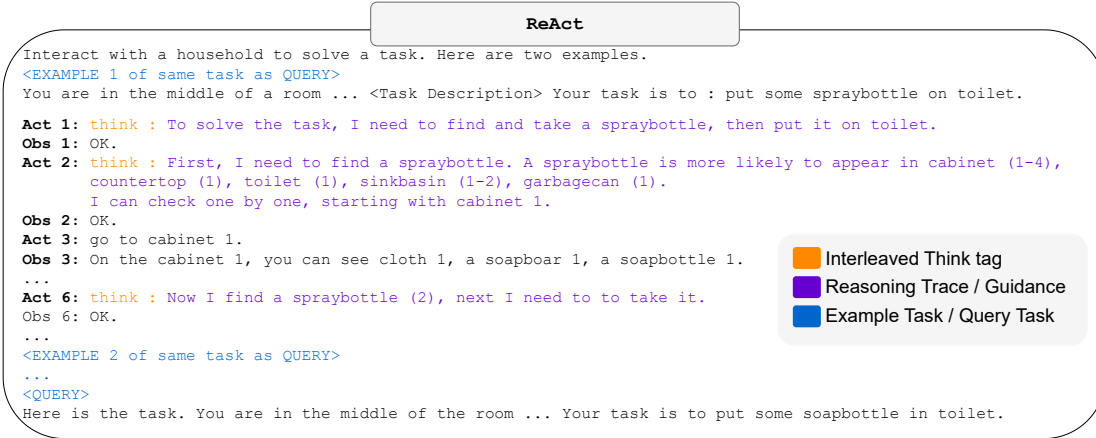 ReAct
Interact with a household to solve a task. Here are two examples.
<EXAMPLE 1 of same task as QUERY>
You are in the middle of a room ... <Task Description> Your task is to : put some spraybottle on toilet.
Act 1: think : To solve the task, I need to find and take a spraybottle, then put it on toilet.
Obs 1: OK.
Act 2: think : First, I need to find a spraybottle. A spraybottle is more likely to appear in cabinet (1-4),
countertop (1), toilet (1), sinkbasin (1-2), garbagecan (1).
I can check one by one, starting with cabinet 1.
Obs 2: OK.
Act 3: go to cabinet 1.
Obs 3: On the cabinet 1, you can see cloth 1, a soapboar 1, a soapbottle 1.
...
Act 6: think : Now I find a spraybottle (2), next I need to to take it.
Obs 6: OK.
...
<EXAMPLE 2 of same task as QUERY>
...
<QUERY>
Here is the task. You are in the middle of the room ... Your task is to put some soapbottle in toilet.
Interleaved Think tag
Reasoning Trace / Guidance
Example Task / Query Task